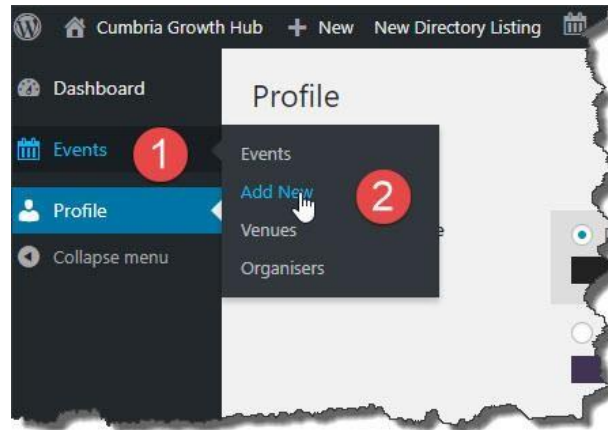 Cumbria Growth Hub + New New Directory Listing
Dashboard
Profile
Events
1
Events
Add New
2
Profile
Venues
Collapse menu
Organisers